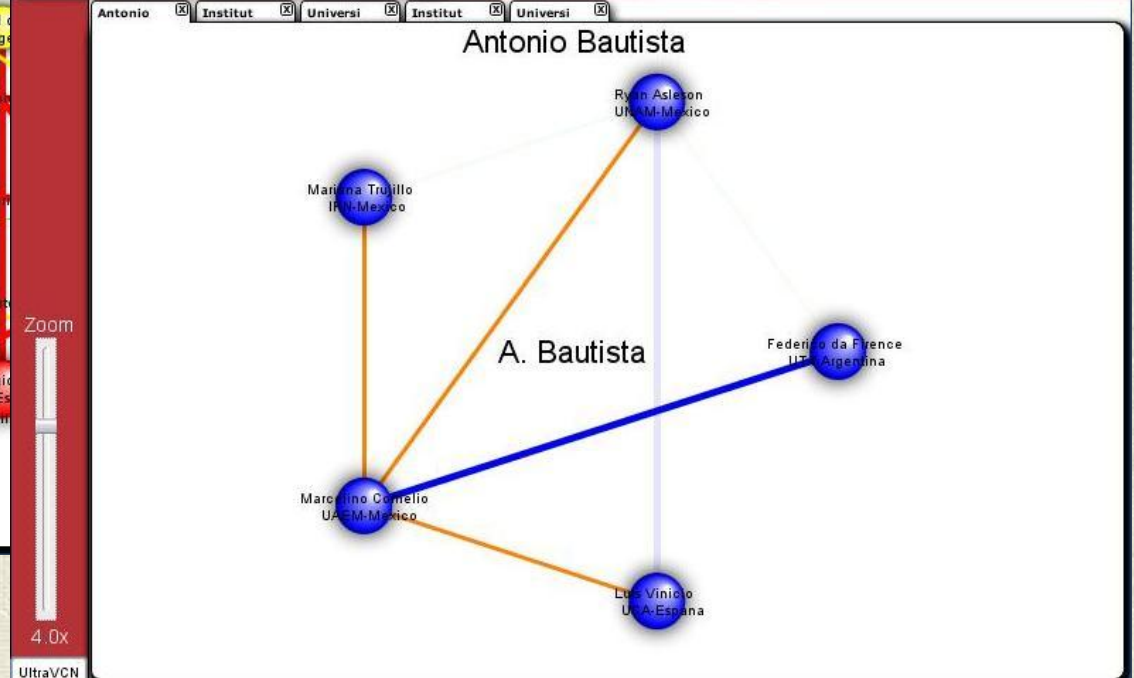 Antonio
Institut
Universi
Institut
Universi
Antonio Bautista
Ryan Asleson
UNAM-Mexico
Mariana Trujillo
IPN-Mexico
Zoom
A. Bautista
Federico da Firence
Argentina
Marcelino Cornelio
UAEM-Mexico
Luis Vinicio
UCA-Espana
4.0x
UltraVCN